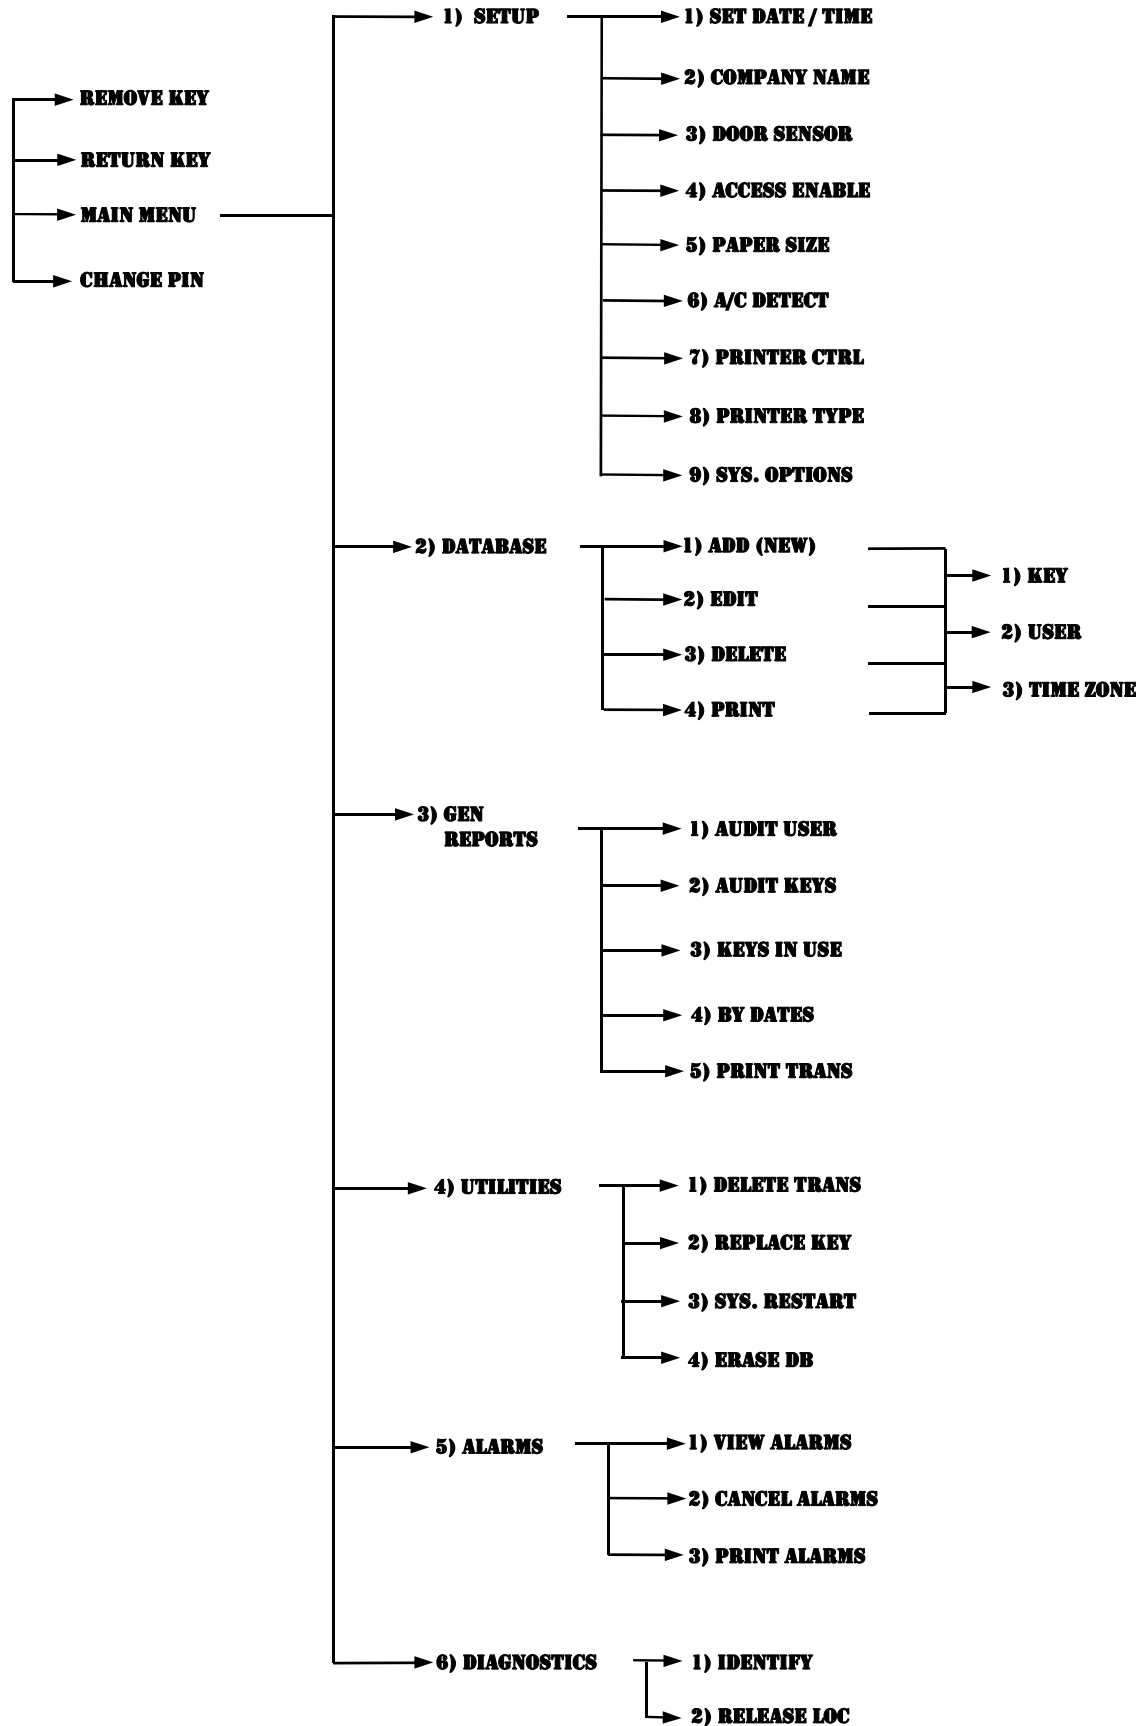 REMOVE KEY
RETURN KEY
MAIN MENU
CHANGE PIN
1) SETUP
1) SET DATE / TIME
2) COMPANY NAME
3) DOOR SENSOR
4) ACCESS ENABLE
5) PAPER SIZE
6) A/C DETECT
7) PRINTER CTRL
8) PRINTER TYPE
9) SYS. OPTIONS
2) DATABASE
1) ADD (NEW)
2) EDIT
3) DELETE
4) PRINT
1) KEY
2) USER
3) TIME ZONE
3) GEN
REPORTS
1) AUDIT USER
2) AUDIT KEYS
3) KEYS IN USE
4) BY DATES
5) PRINT TRANS
4) UTILITIES
1) DELETE TRANS
2) REPLACE KEY
3) SYS. RESTART
4) ERASE DB
5) ALARMS
1) VIEW ALARMS
2) CANCEL ALARMS
3) PRINT ALARMS
6) DIAGNOSTICS
1) IDENTIFY
2) RELEASE LOC